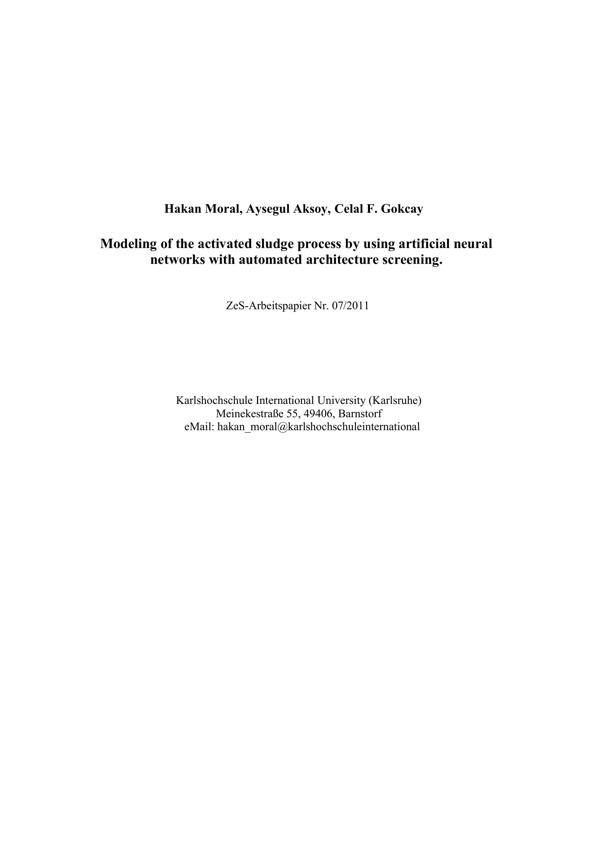 Hakan Moral, Aysegul Aksoy, Celal F. Gokcay
Modeling of the activated sludge process by using artificial neural
networks with automated architecture screening.
ZeS-Arbeitspapier Nr. 07/2011
Karlshochschule International University (Karlsruhe)
Meinekestraße 55, 49406, Barnstorf
eMail: hakan_moral@karlshochschuleinternational